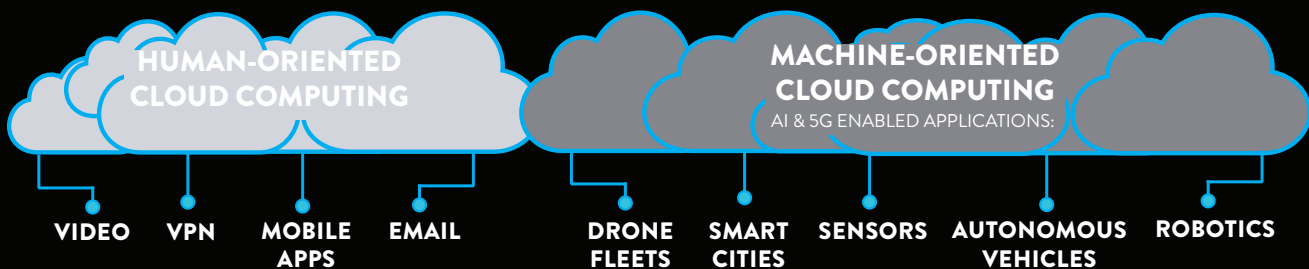 HUMAN-ORIENTED
CLOUD COMPUTING
MACHINE-ORIENTED
CLOUD COMPUTING
AI & 5G ENABLED APPLICATIONS:
VIDEO
VPN
MOBILE
APPS
EMAIL
DRONE
FLEETS
SMART
CITIES
SENSORS
AUTONOMOUS
VEHICLES
ROBOTICS